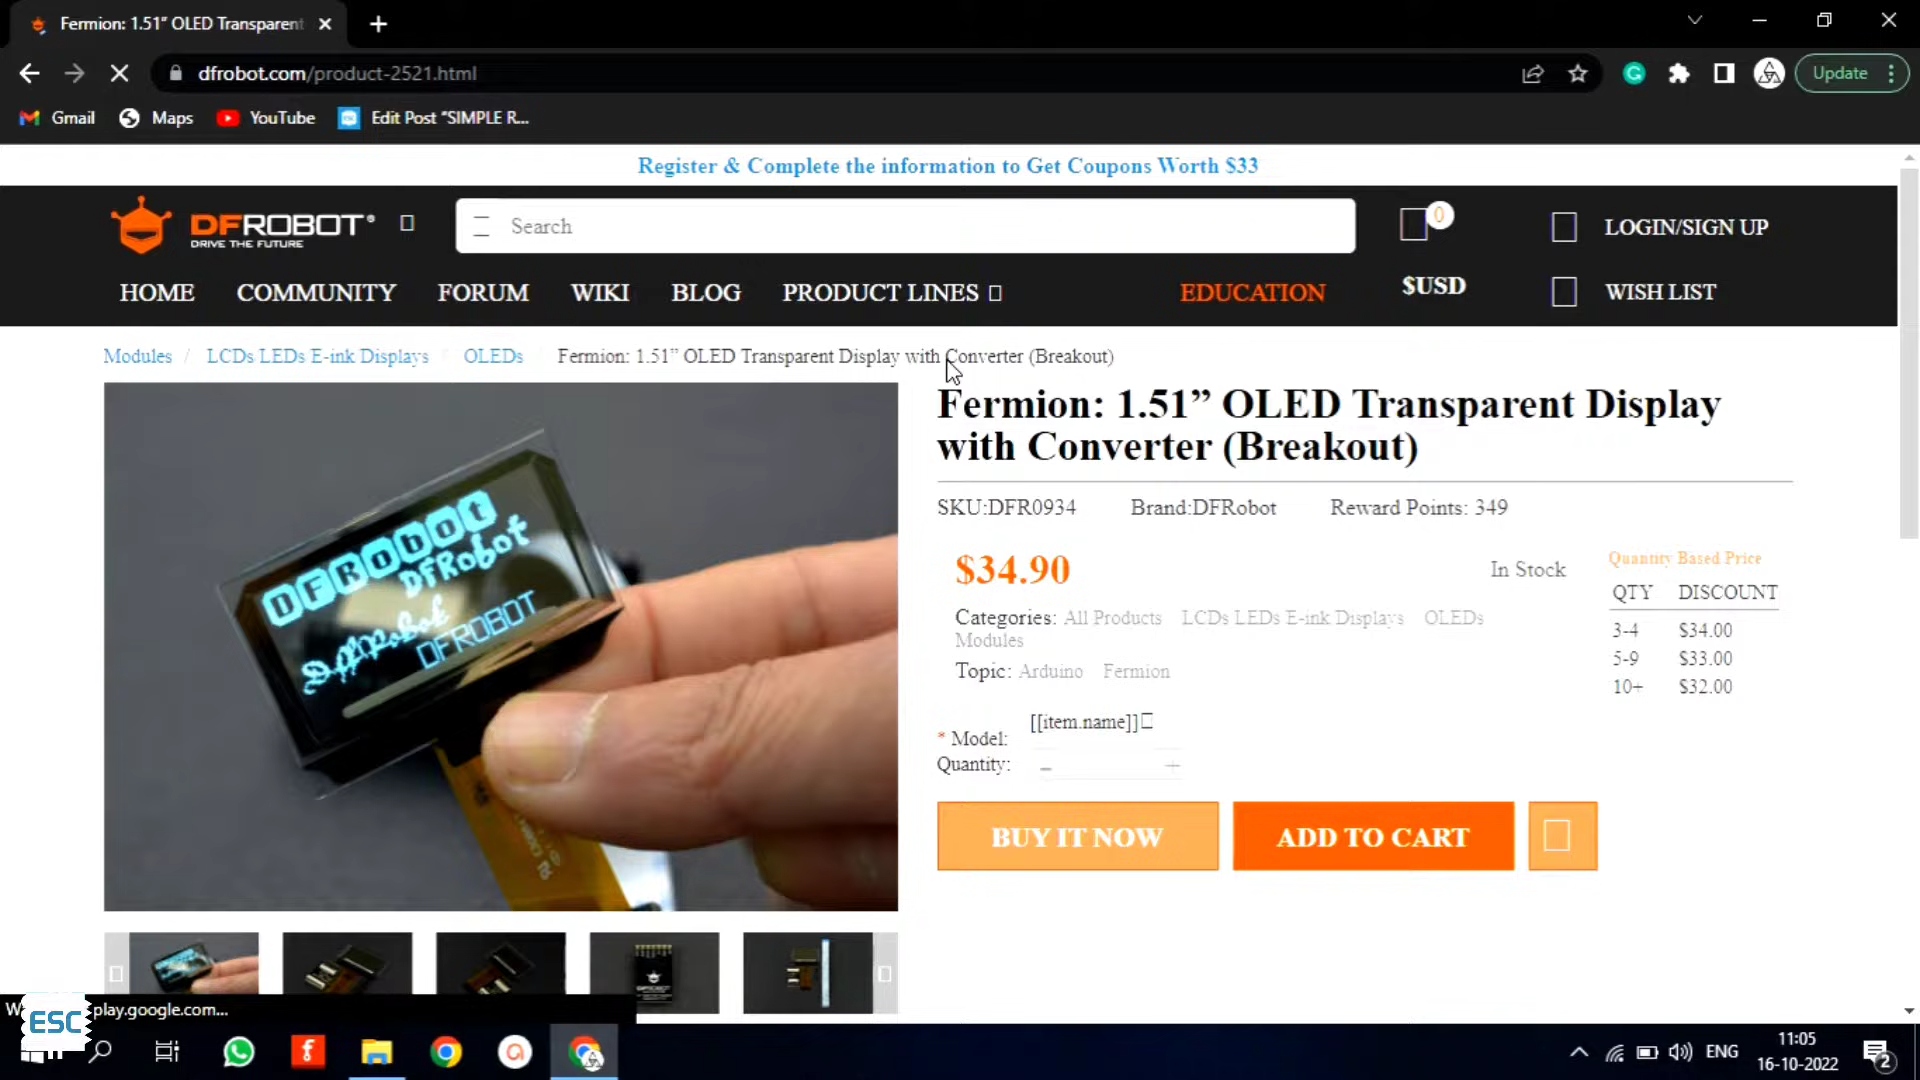 Fermion: 1.51” OLED Transparent
dfrobot.com/product-2521.html
Update
Gmail
Maps
YouTube
Edit Post “SIMPLE R...
Register & Complete the information to Get Coupons Worth $33
DFROBOT
DRIVE THE FUTURE
Search
0
LOGIN/SIGN UP
HOME
COMMUNITY
FORUM
WIKI
BLOG
PRODUCT LINES
EDUCATION
$USD
WISH LIST
Modules / LCDs LEDs E-ink Displays / OLEDs / Fermion: 1.51” OLED Transparent Display with Converter (Breakout)
Fermion: 1.51” OLED Transparent Display
with Converter (Breakout)
SKU:DFR0934
Brand:DFRobot
Reward Points: 349
$34.90
In Stock
Quantity Based Price
QTY DISCOUNT
3-4 $34.00
5-9 $33.00
10+ $32.00
Categories: All Products LCDs LEDs E-ink Displays OLEDs
Modules
Topic: Arduino Fermion
[[item.name]]
* Model:
Quantity: - +
BUY IT NOW
ADD TO CART
DFRobot
DfRobot
DfRobot
DFROBOT
play.google.com...
ESC
ENG
11:05
16-10-2022
2